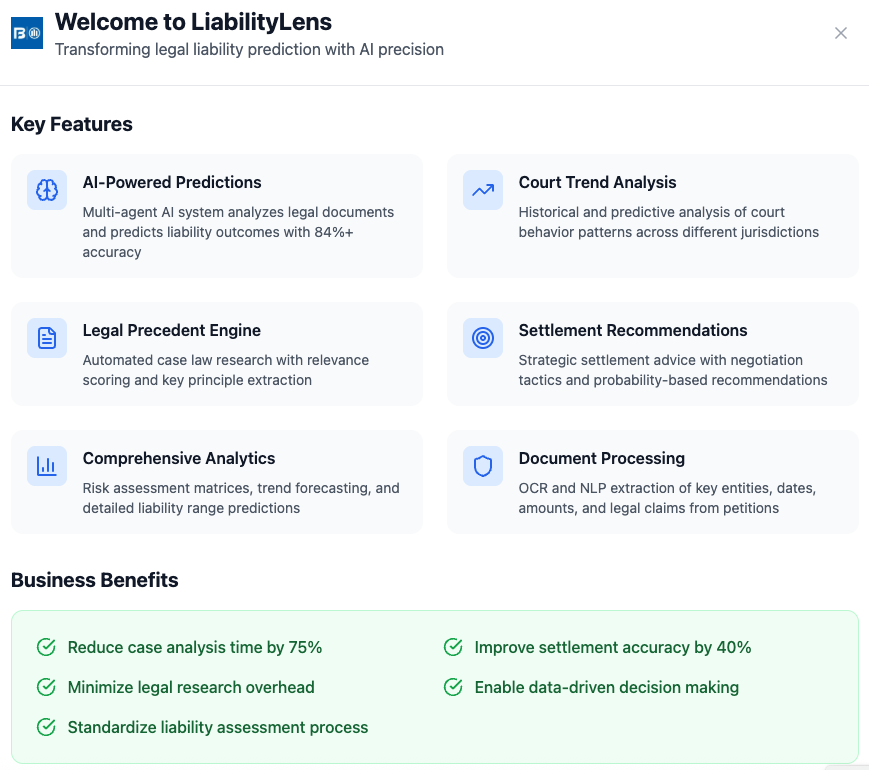 Welcome to LiabilityLens
Transforming legal liability prediction with AI precision
Key Features
AI-Powered Predictions
Multi-agent AI system analyzes legal documents
and predicts liability outcomes with 84%+
accuracy
Court Trend Analysis
Historical and predictive analysis of court
behavior patterns across different jurisdictions
Legal Precedent Engine
Automated case law research with relevance
scoring and key principle extraction
Settlement Recommendations
Strategic settlement advice with negotiation
tactics and probability-based recommendations
Comprehensive Analytics
Risk assessment matrices, trend forecasting, and
detailed liability range predictions
Document Processing
OCR and NLP extraction of key entities, dates,
amounts, and legal claims from petitions
Business Benefits
Reduce case analysis time by 75%
Improve settlement accuracy by 40%
Minimize legal research overhead
Enable data-driven decision making
Standardize liability assessment process